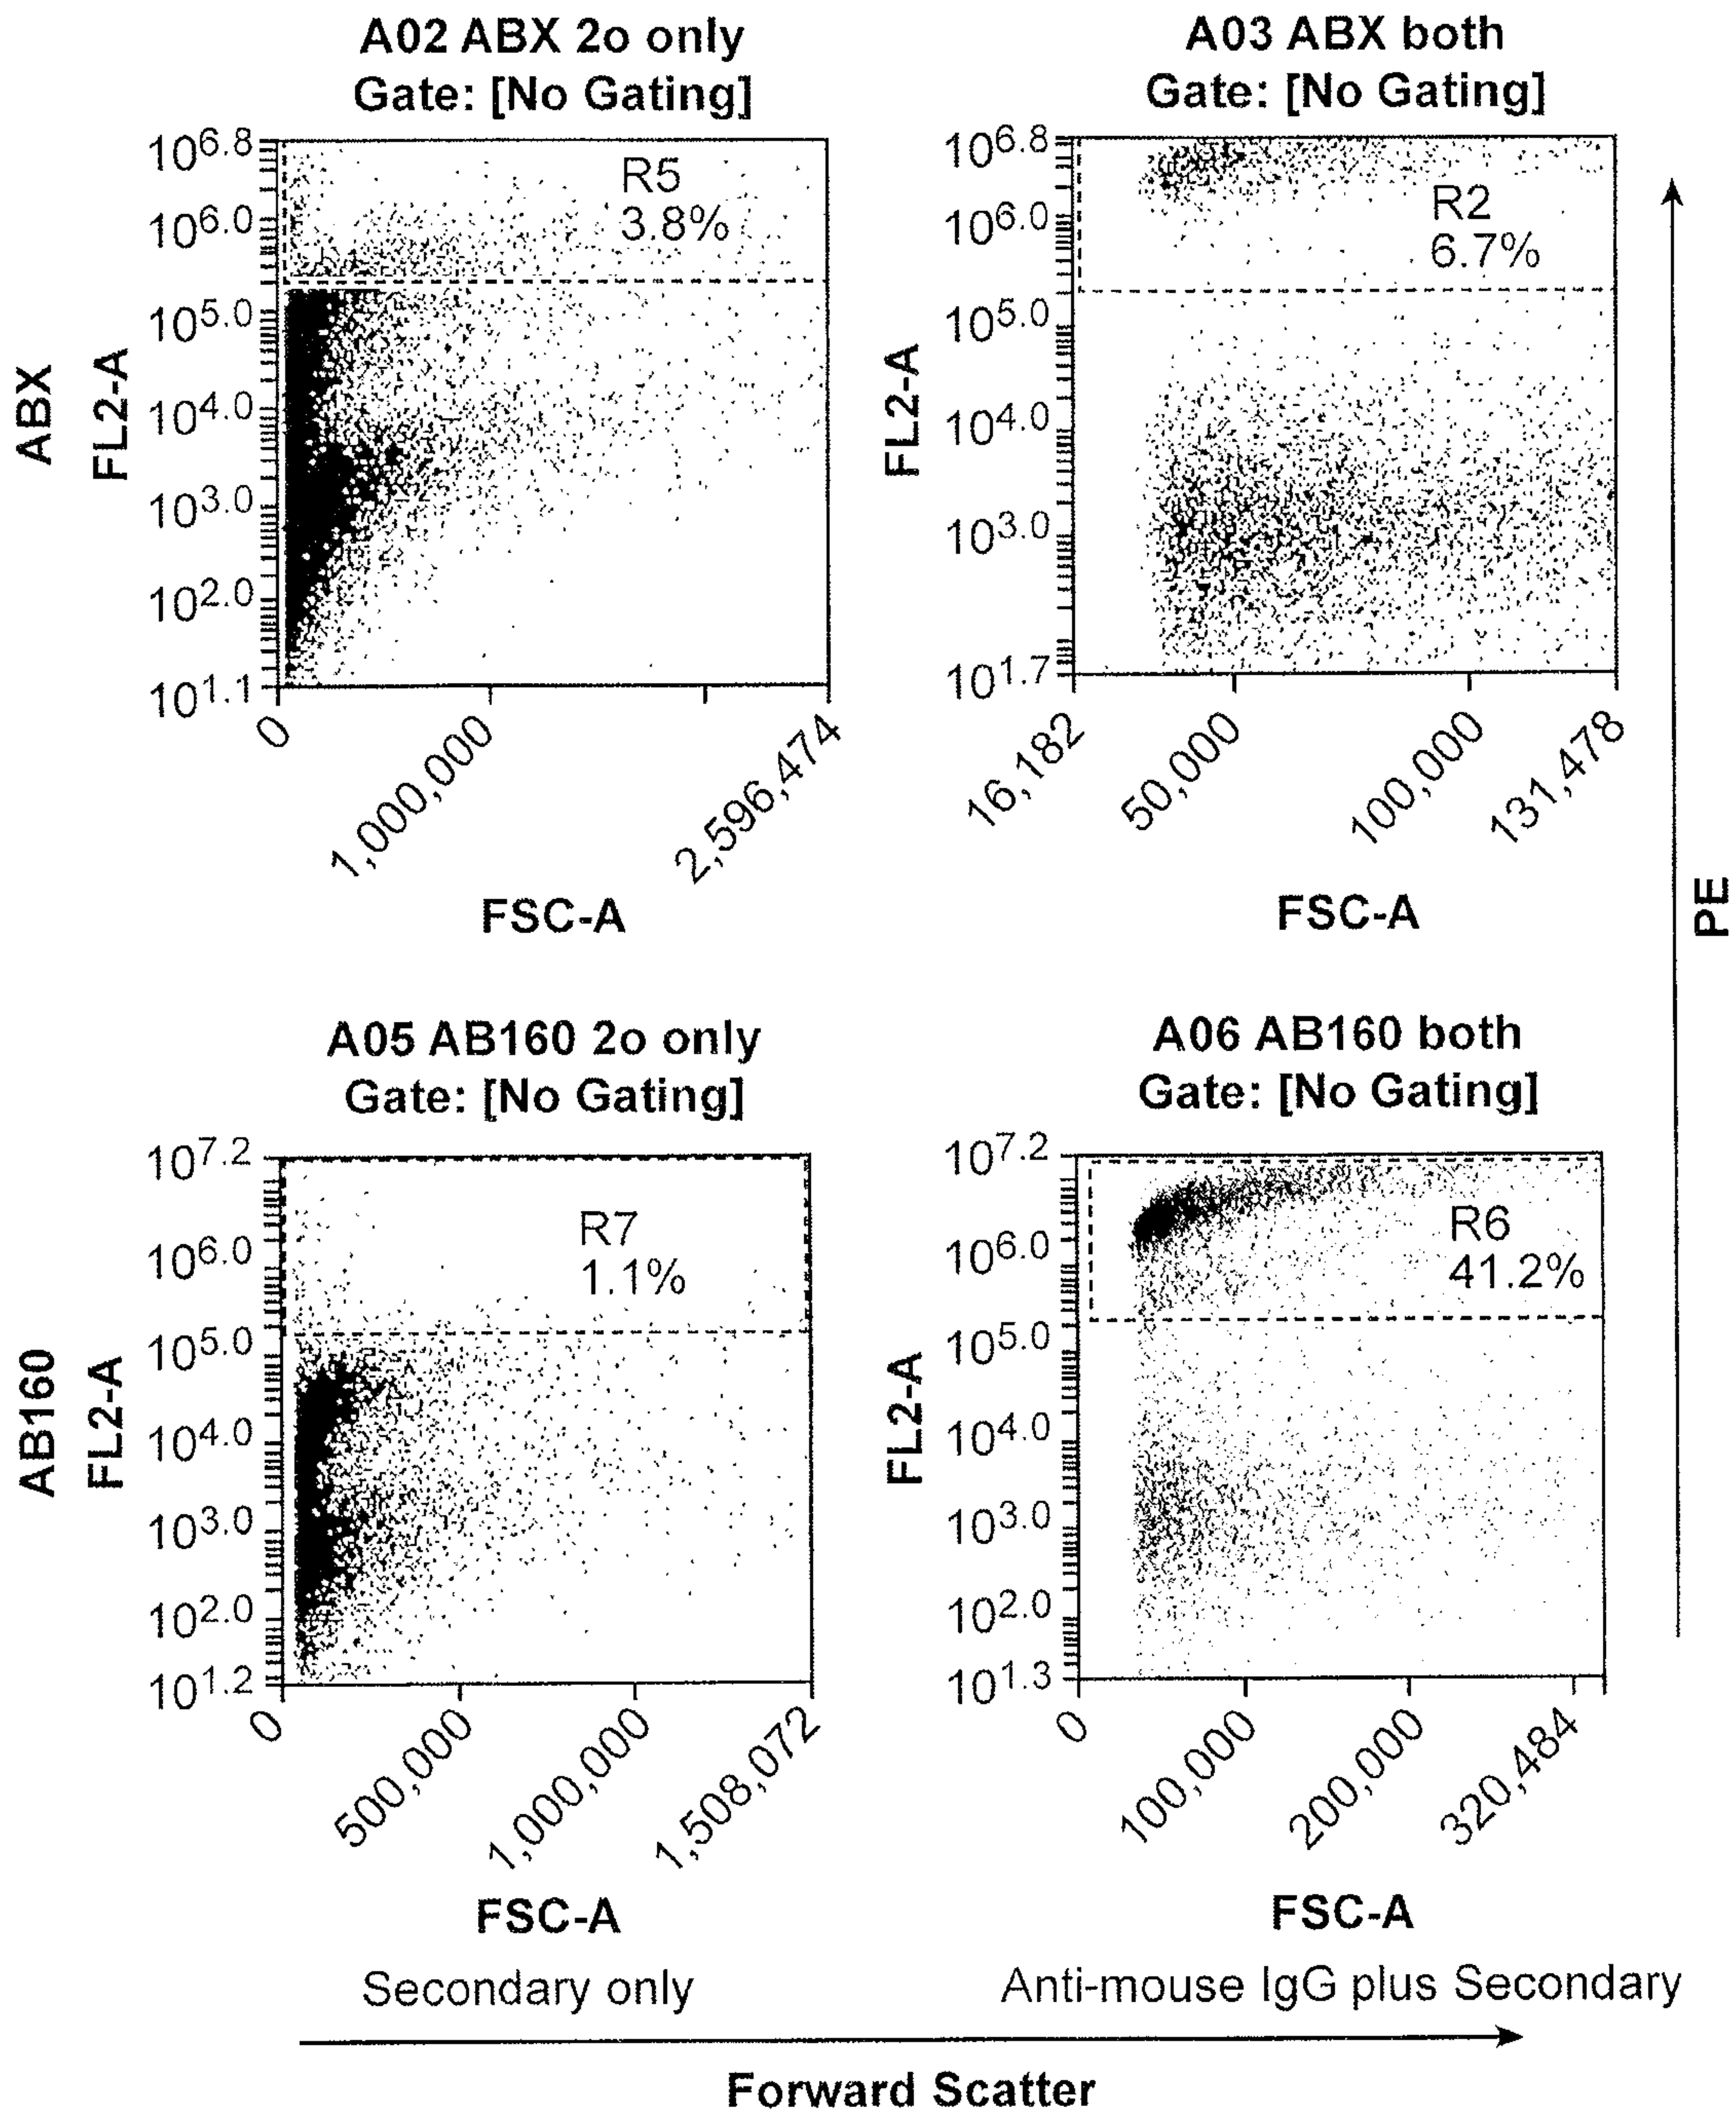 A02 ABX 2o only
Gate: [No Gating]
ABX
FL2-A
10^6.8
10^6.0
10^5.0
10^4.0
10^3.0
10^2.0
10^1.1
R5
3.8%
0
1,000,000
2,596,474
FSC-A
A03 ABX both
Gate: [No Gating]
FL2-A
10^6.8
10^6.0
10^5.0
10^4.0
10^3.0
10^1.7
R2
6.7%
16,182
50,000
100,000
131,478
FSC-A
PE
A05 AB160 2o only
Gate: [No Gating]
AB160
FL2-A
10^7.2
10^6.0
10^5.0
10^4.0
10^3.0
10^2.0
10^1.2
R7
1.1%
0
500,000
1,000,000
1,508,072
FSC-A
Secondary only
A06 AB160 both
Gate: [No Gating]
FL2-A
10^7.2
10^6.0
10^5.0
10^4.0
10^3.0
10^2.0
10^1.3
R6
41.2%
0
100,000
200,000
320,484
FSC-A
Anti-mouse IgG plus Secondary
Forward Scatter